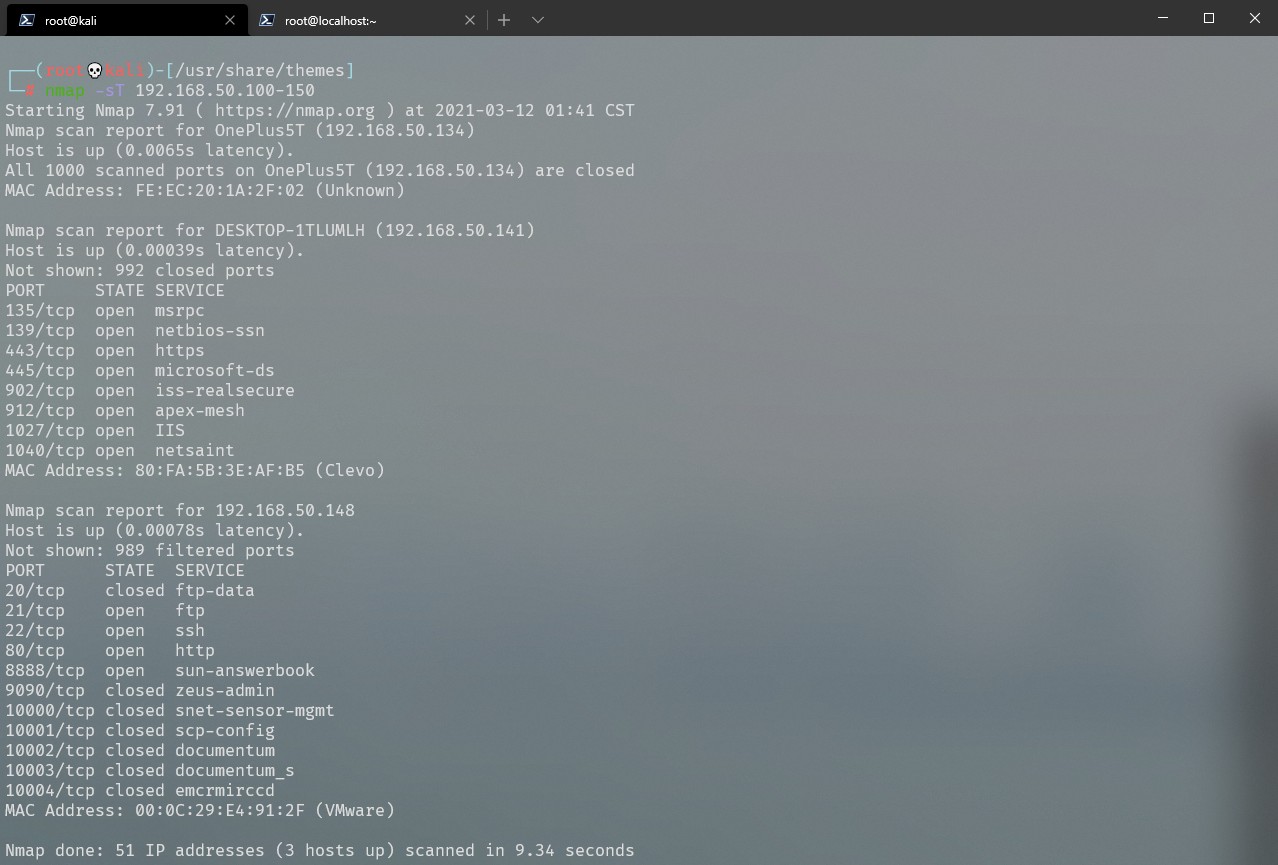 root@kali
root@localhost:~
┌──(root💀kali)-[/usr/share/themes]
└─# nmap -sT 192.168.50.100-150
Starting Nmap 7.91 ( https://nmap.org ) at 2021-03-12 01:41 CST
Nmap scan report for OnePlus5T (192.168.50.134)
Host is up (0.0065s latency).
All 1000 scanned ports on OnePlus5T (192.168.50.134) are closed
MAC Address: FE:EC:20:1A:2F:02 (Unknown)

Nmap scan report for DESKTOP-1TLUMLH (192.168.50.141)
Host is up (0.00039s latency).
Not shown: 992 closed ports
PORT     STATE SERVICE
135/tcp  open  msrpc
139/tcp  open  netbios-ssn
443/tcp  open  https
445/tcp  open  microsoft-ds
902/tcp  open  iss-realsecure
912/tcp  open  apex-mesh
1027/tcp open  IIS
1040/tcp open  netsaint
MAC Address: 80:FA:5B:3E:AF:B5 (Clevo)

Nmap scan report for 192.168.50.148
Host is up (0.00078s latency).
Not shown: 989 filtered ports
PORT      STATE  SERVICE
20/tcp    closed ftp-data
21/tcp    open   ftp
22/tcp    open   ssh
80/tcp    open   http
8888/tcp  open   sun-answerbook
9090/tcp  closed zeus-admin
10000/tcp closed snet-sensor-mgmt
10001/tcp closed scp-config
10002/tcp closed documentum
10003/tcp closed documentum_s
10004/tcp closed emcrmirccd
MAC Address: 00:0C:29:E4:91:2F (VMware)

Nmap done: 51 IP addresses (3 hosts up) scanned in 9.34 seconds